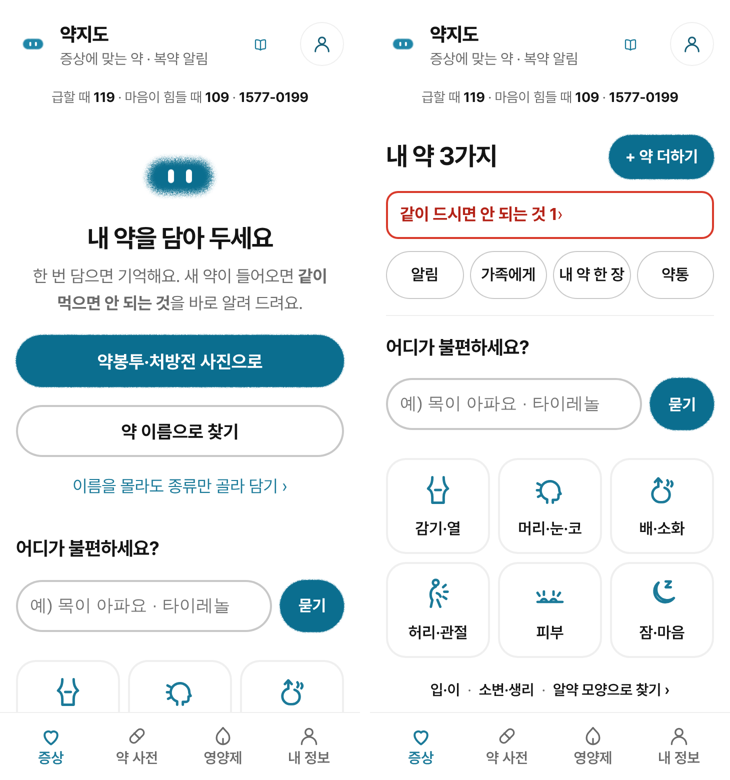 약지도
증상에 맞는 약 · 복약 알림
급할 때 119 · 마음이 힘들 때 109 · 1577-0199
내 약을 담아 두세요
한 번 담으면 기억해요. 새 약이 들어오면 같이
먹으면 안 되는 것을 바로 알려 드려요.
약봉투·처방전 사진으로
약 이름으로 찾기
이름을 몰라도 종류만 골라 담기 ›
어디가 불편하세요?
예) 목이 아파요 · 타이레놀
묻기
증상
약 사전
영양제
내 정보
약지도
증상에 맞는 약 · 복약 알림
급할 때 119 · 마음이 힘들 때 109 · 1577-0199
내 약 3가지
+ 약 더하기
같이 드시면 안 되는 것 1›
알림
가족에게
내 약 한 장
약통
어디가 불편하세요?
예) 목이 아파요 · 타이레놀
묻기
감기·열
머리·눈·코
배·소화
허리·관절
피부
잠·마음
입·이 · 소변·생리 · 알약 모양으로 찾기 ›
증상
약 사전
영양제
내 정보